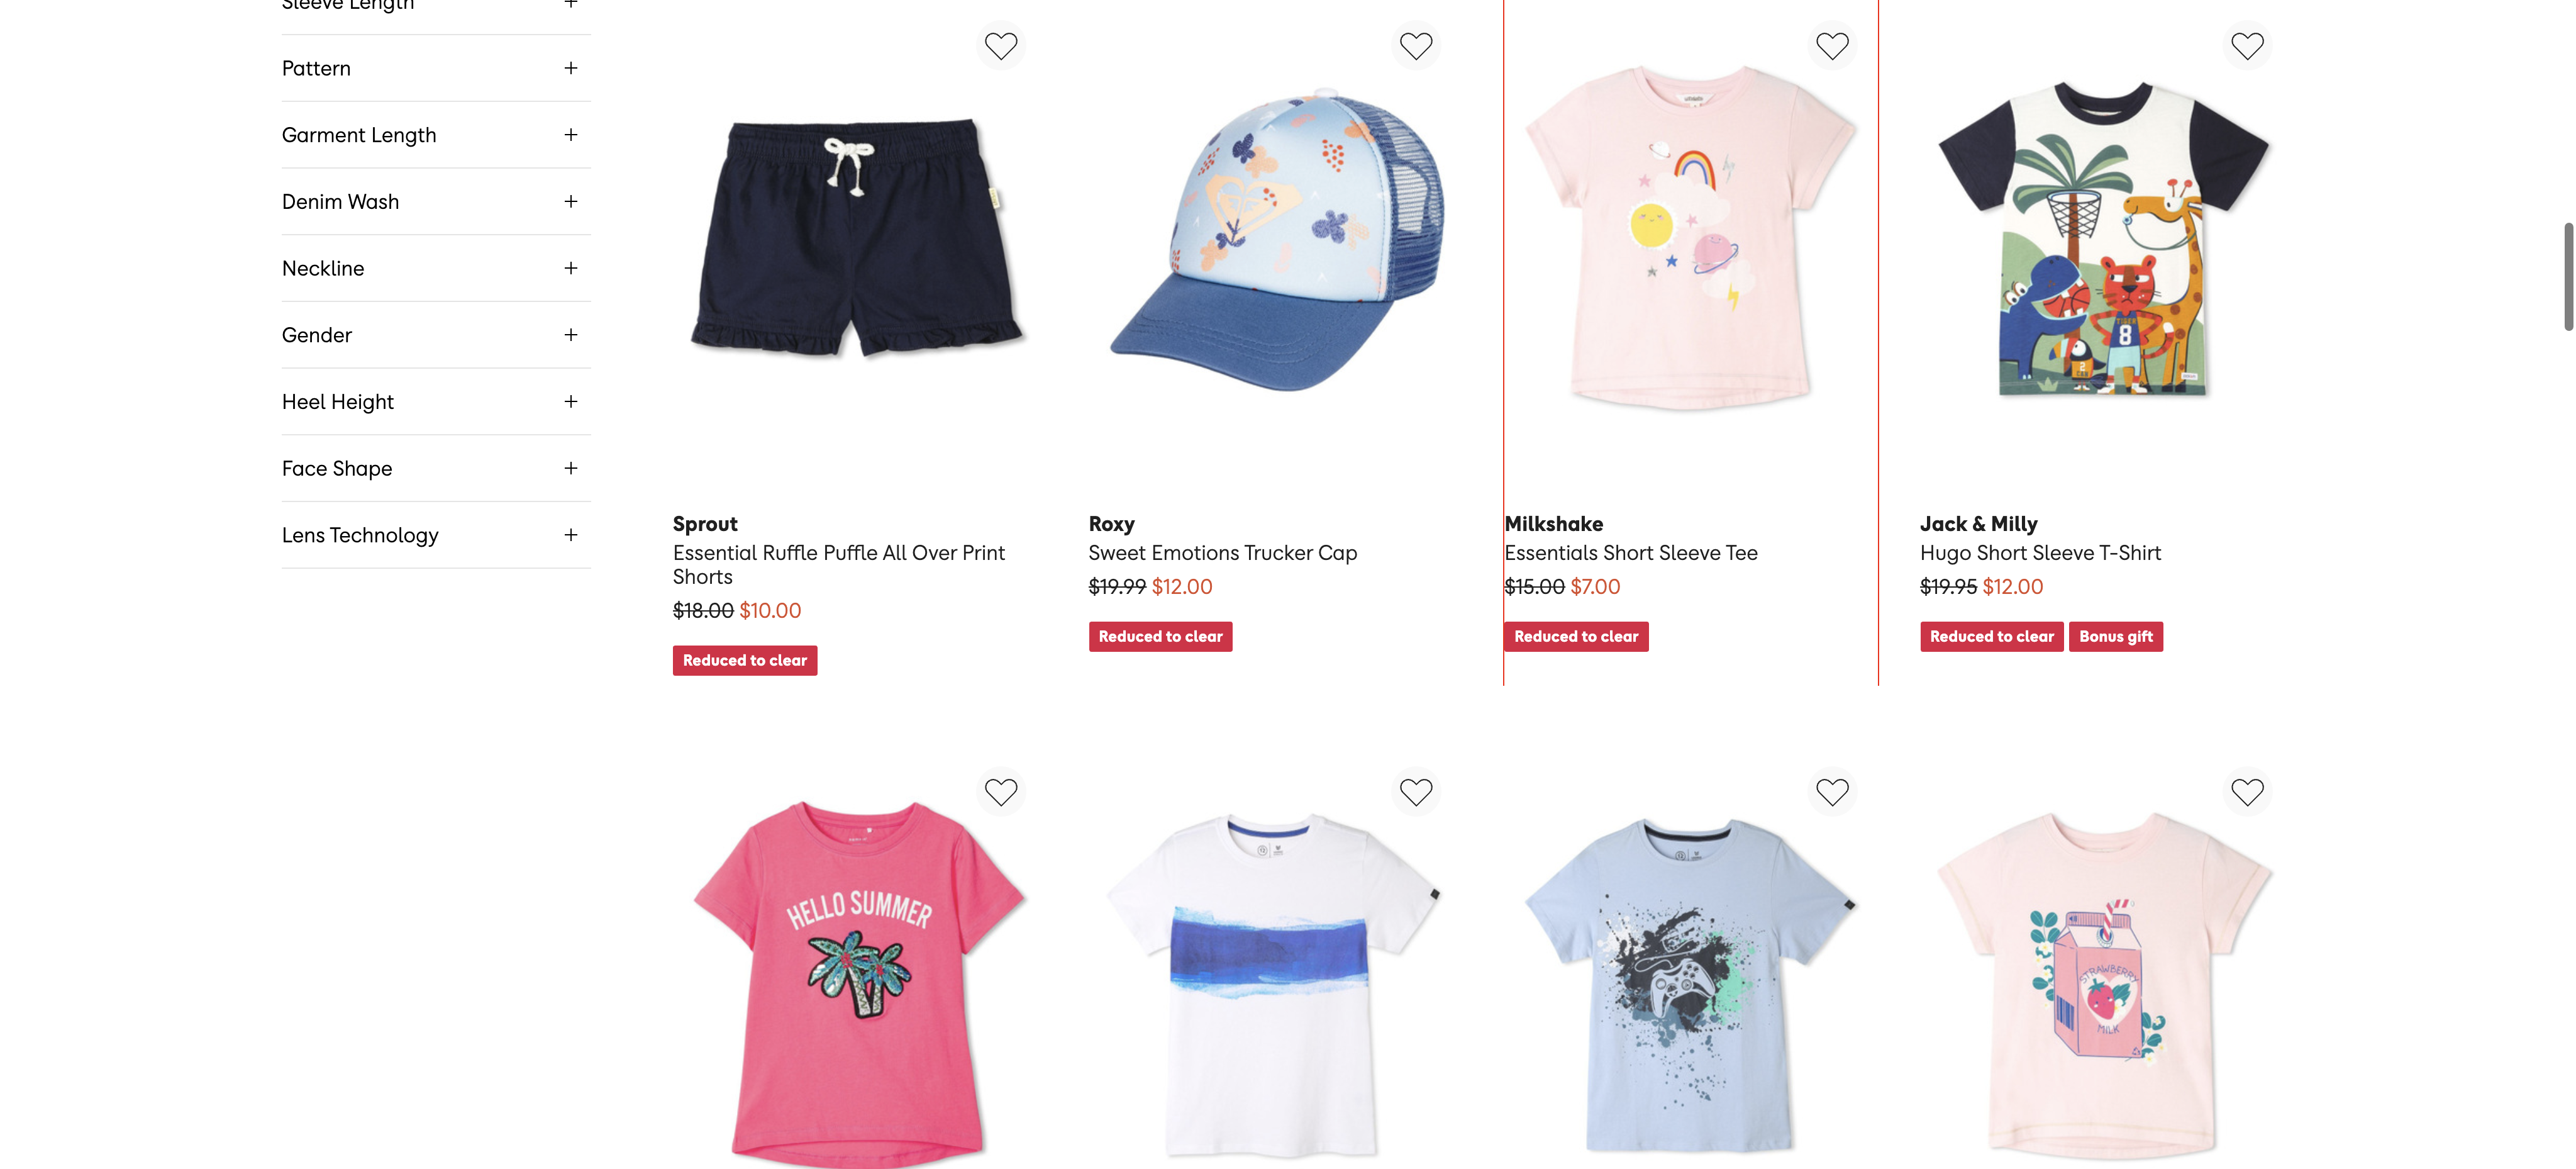 Sleeve Length
Pattern
Garment Length
Denim Wash
Neckline
Gender
Heel Height
Face Shape
Lens Technology
Sprout
Essential Ruffle Puffle All Over Print
Shorts
$18.00 $10.00
Reduced to clear
Roxy
Sweet Emotions Trucker Cap
$19.99 $12.00
Reduced to clear
Milkshake
Essentials Short Sleeve Tee
$15.00 $7.00
Reduced to clear
8
2
Jack & Milly
Hugo Short Sleeve T-Shirt
$19.95 $12.00
Reduced to clear Bonus gift
HELLO SUMMER
STRAWBERRY
MILK